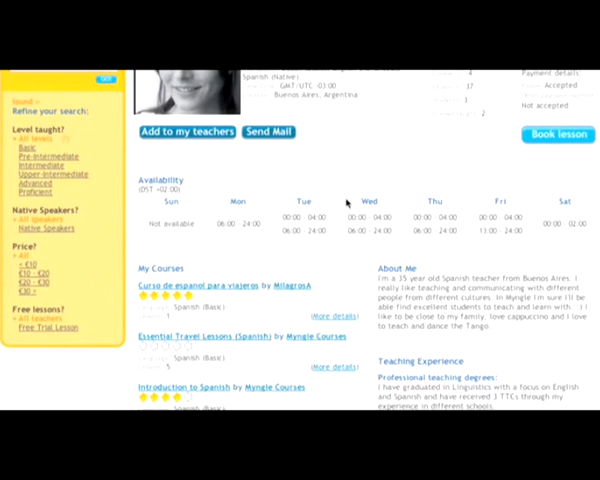 Spanish (Native)
GMT/UTC -03:00
Buenos Aires, Argentina
4
37
3
2
Payment details:
Accepted
Not accepted
GO!
Add to my teachers
Send Mail
Book lesson
found »
Refine your search:
Level taught?
» All levels
Basic
Pre-Intermediate
Intermediate
Upper-Intermediate
Advanced
Proficient
Native Speakers?
» All speakers
Native Speakers
Price?
» All
< €10
€10 - €20
€20 - €30
€30 >
Free lessons?
» All teachers
Free Trial Lesson
Availability
(DST +02:00)
Sun Mon Tue Wed Thu Fri Sat
Not available
06:00 - 24:00
00:00 - 04:00
06:00 - 24:00
00:00 - 04:00
06:00 - 24:00
00:00 - 04:00
06:00 - 24:00
00:00 - 04:00
13:00 - 24:00
00:00 - 02:00
My Courses
Curso de espanol para viajeros by MilagrosA
Spanish (Basic)
1
(More details)
Essential Travel Lessons (Spanish) by Myngle Courses
Spanish (Basic)
5
(More details)
Introduction to Spanish by Myngle Courses
Spanish (Basic)
About Me
I'm a 35 year old Spanish teacher from Buenos Aires. I
really like teaching and communicating with different
people from different cultures. In Myngle I'm sure I'll be
able find excellent students to teach and learn with. :) I
like to be close to my family, love cappuccino and I love
to teach and dance the Tango
Teaching Experience
Professional teaching degrees:
I have graduated in Linguistics with a focus on English
and Spanish and have received 3 TTCs through my
experience in different schools.